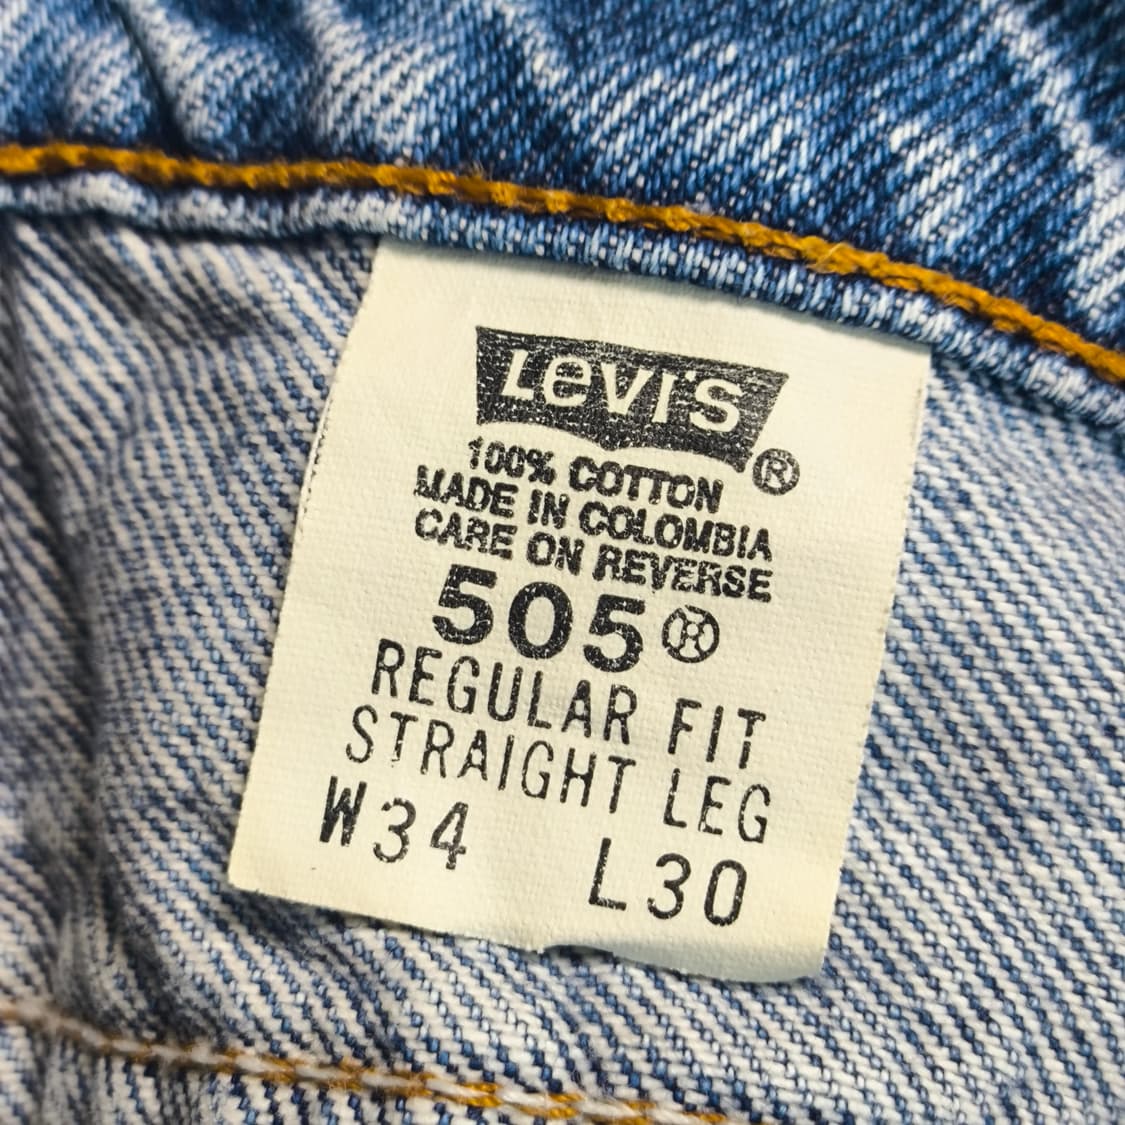 Levi's ®
100% COTTON
MADE IN COLOMBIA
CARE ON REVERSE
505®
REGULAR FIT
STRAIGHT LEG
W34 L30